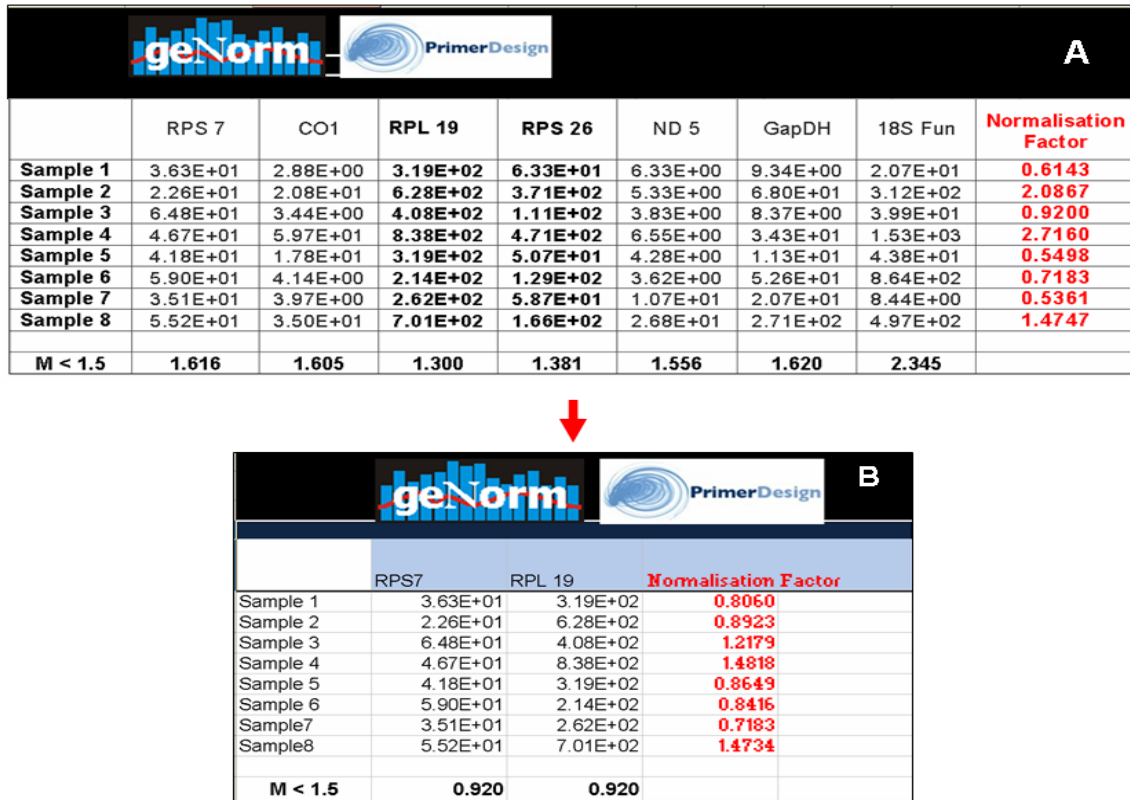 geNorm PrimerDesign A
RPS 7 CO1 RPL 19 RPS 26 ND 5 GapDH 18S Fun Normalisation Factor
Sample 1 3.63E+01 2.88E+00 3.19E+02 6.33E+01 6.33E+00 9.34E+00 2.07E+01 0.6143
Sample 2 2.26E+01 2.08E+01 6.28E+02 3.71E+02 5.33E+00 6.80E+01 3.12E+02 2.0867
Sample 3 6.48E+01 3.44E+00 4.08E+02 1.11E+02 3.83E+00 8.37E+00 3.99E+01 0.9200
Sample 4 4.67E+01 5.97E+01 8.38E+02 4.71E+02 6.55E+00 3.43E+01 1.53E+03 2.7160
Sample 5 4.18E+01 1.78E+01 3.19E+02 5.07E+01 4.28E+00 1.13E+01 4.38E+01 0.5498
Sample 6 5.90E+01 4.14E+00 2.14E+02 1.29E+02 3.62E+00 5.26E+01 8.64E+02 0.7183
Sample 7 3.51E+01 3.97E+00 2.62E+02 5.87E+01 1.07E+01 2.07E+01 8.44E+00 0.5361
Sample 8 5.52E+01 3.50E+01 7.01E+02 1.66E+02 2.68E+01 2.71E+02 4.97E+02 1.4747
M < 1.5 1.616 1.605 1.300 1.381 1.556 1.620 2.345
geNorm PrimerDesign B
RPS7 RPL 19 Normalisation Factor
Sample 1 3.63E+01 3.19E+02 0.8060
Sample 2 2.26E+01 6.28E+02 0.8923
Sample 3 6.48E+01 4.08E+02 1.2179
Sample 4 4.67E+01 8.38E+02 1.4818
Sample 5 4.18E+01 3.19E+02 0.8649
Sample 6 5.90E+01 2.14E+02 0.8416
Sample7 3.51E+01 2.62E+02 0.7183
Sample8 5.52E+01 7.01E+02 1.4734
M < 1.5 0.920 0.920